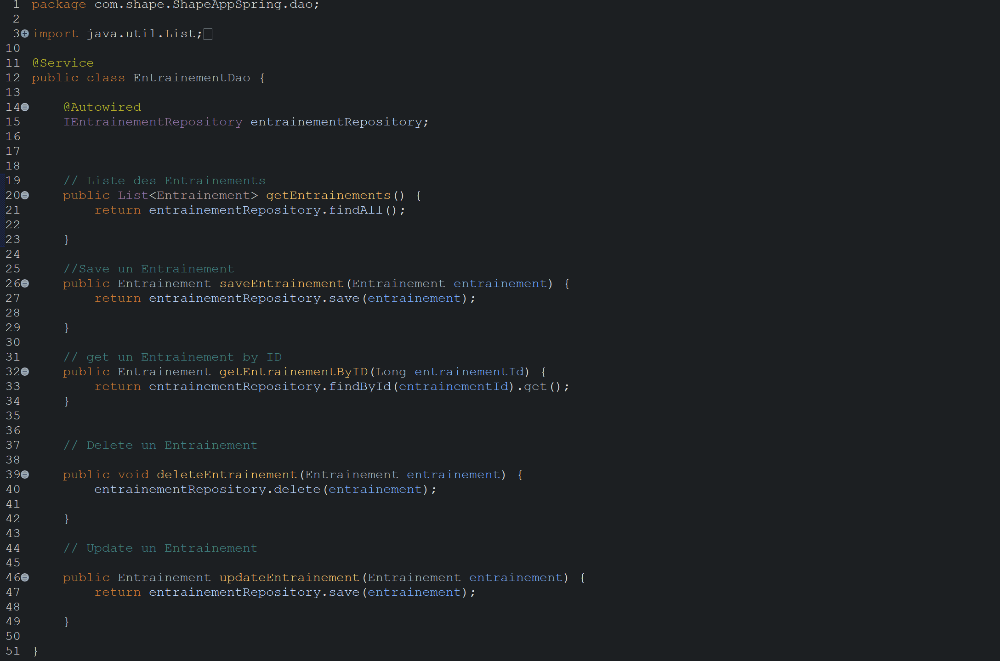 1 package com.shape.ShapeAppSpring.dao;
2
3 import java.util.List;
10
11 @Service
12 public class EntrainementDao {
13
14 @Autowired
15 IEntrainementRepository entrainementRepository;
16
17
18
19 // Liste des Entrainements
20 public List<Entrainement> getEntrainements() {
21 return entrainementRepository.findAll();
22
23 }
24
25 //Save un Entrainement
26 public Entrainement saveEntrainement(Entrainement entrainement) {
27 return entrainementRepository.save(entrainement);
28
29 }
30
31 // get un Entrainement by ID
32 public Entrainement getEntrainementByID(Long entrainementId) {
33 return entrainementRepository.findById(entrainementId).get();
34 }
35
36
37 // Delete un Entrainement
38
39 public void deleteEntrainement(Entrainement entrainement) {
40 entrainementRepository.delete(entrainement);
41
42 }
43
44 // Update un Entrainement
45
46 public Entrainement updateEntrainement(Entrainement entrainement) {
47 return entrainementRepository.save(entrainement);
48
49 }
50
51 }